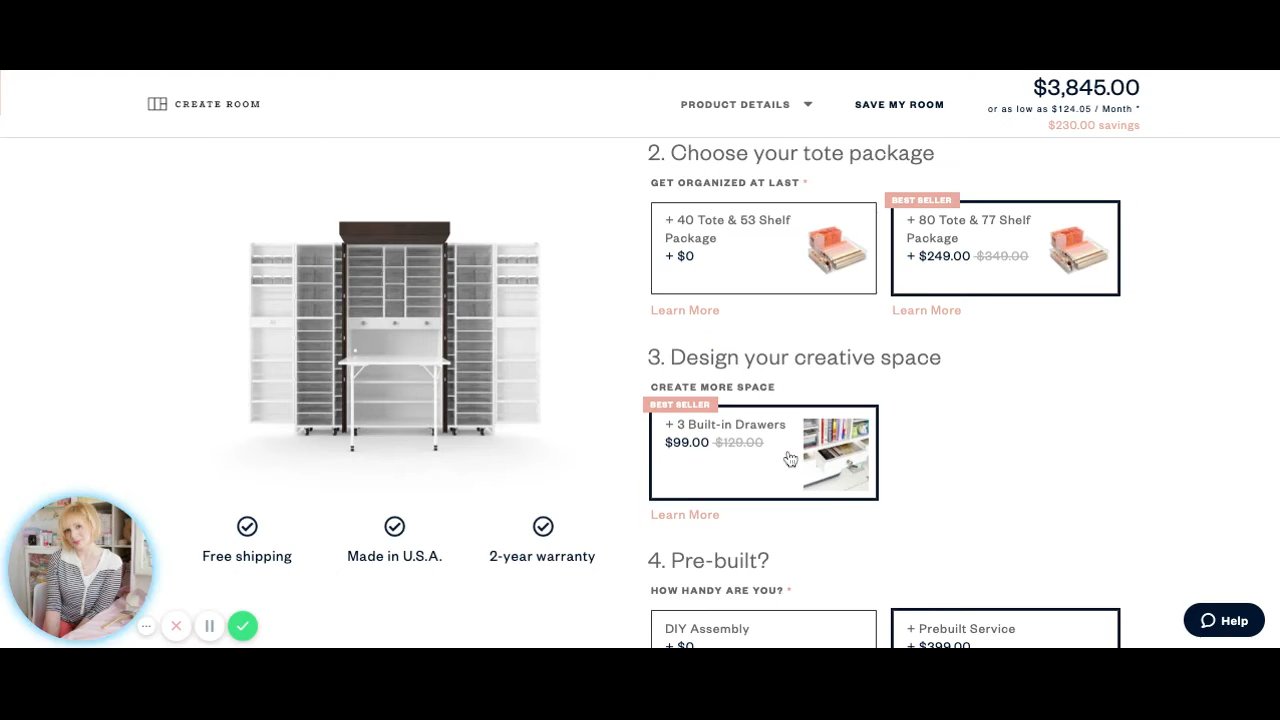 CREATE ROOM
PRODUCT DETAILS
SAVE MY ROOM
$3,845.00
or as low as $124.05 / Month *
$230.00 savings
2. Choose your tote package
GET ORGANIZED AT LAST *
+ 40 Tote & 53 Shelf
Package
+ $0
Learn More
BEST SELLER
+ 80 Tote & 77 Shelf
Package
+ $249.00 $349.00
Learn More
3. Design your creative space
CREATE MORE SPACE
BEST SELLER
+ 3 Built-in Drawers
$99.00 $129.00
Learn More
Free shipping
Made in U.S.A.
2-year warranty
4. Pre-built?
HOW HANDY ARE YOU? *
DIY Assembly
+ $0
+ Prebuilt Service
+ $399.00
Help